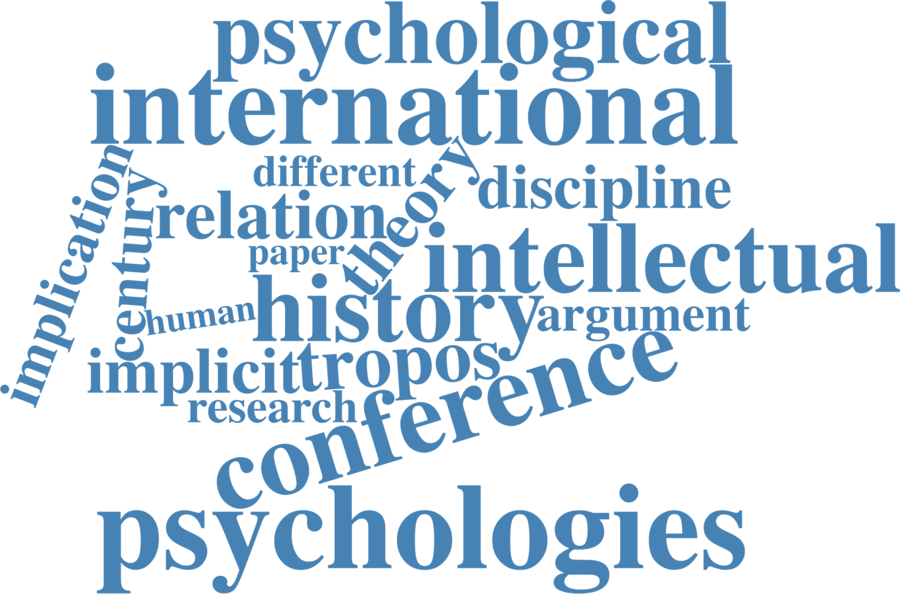 psychological
international
different
theory
discipline
implication
century
relation
paper
intellectual
human
history
argument
implicit
tropos
research
conference
psychologies